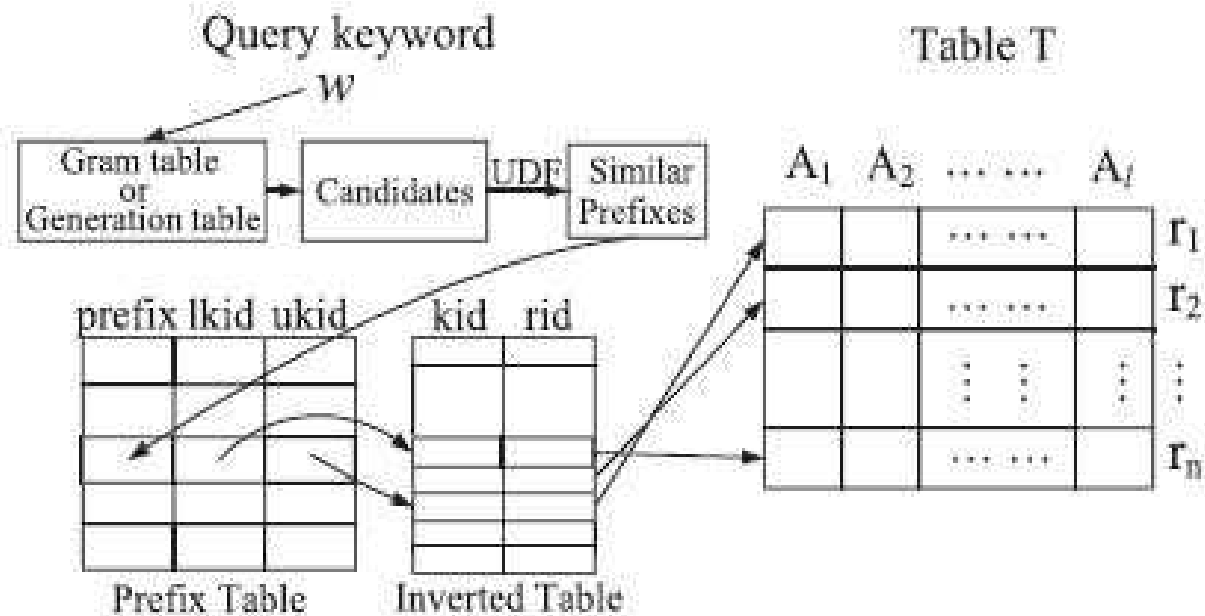 Query keyword
w
Table T
Gram table
or
Generation table
Candidates
UDF
Similar
Prefixes
A1 A2 ... ... Al
... ... r1
... ... r2
... ... rn
prefix lkid ukid
kid rid
Prefix Table
Inverted Table